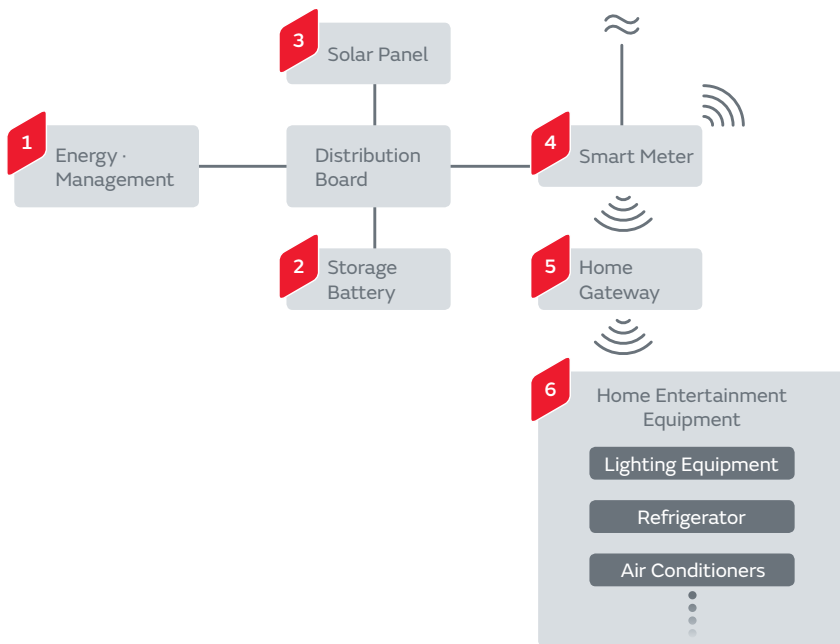 3
Solar Panel
1
Energy ·
Management
Distribution
Board
4
Smart Meter
2
Storage
Battery
5
Home
Gateway
6
Home Entertainment
Equipment
Lighting Equipment
Refrigerator
Air Conditioners